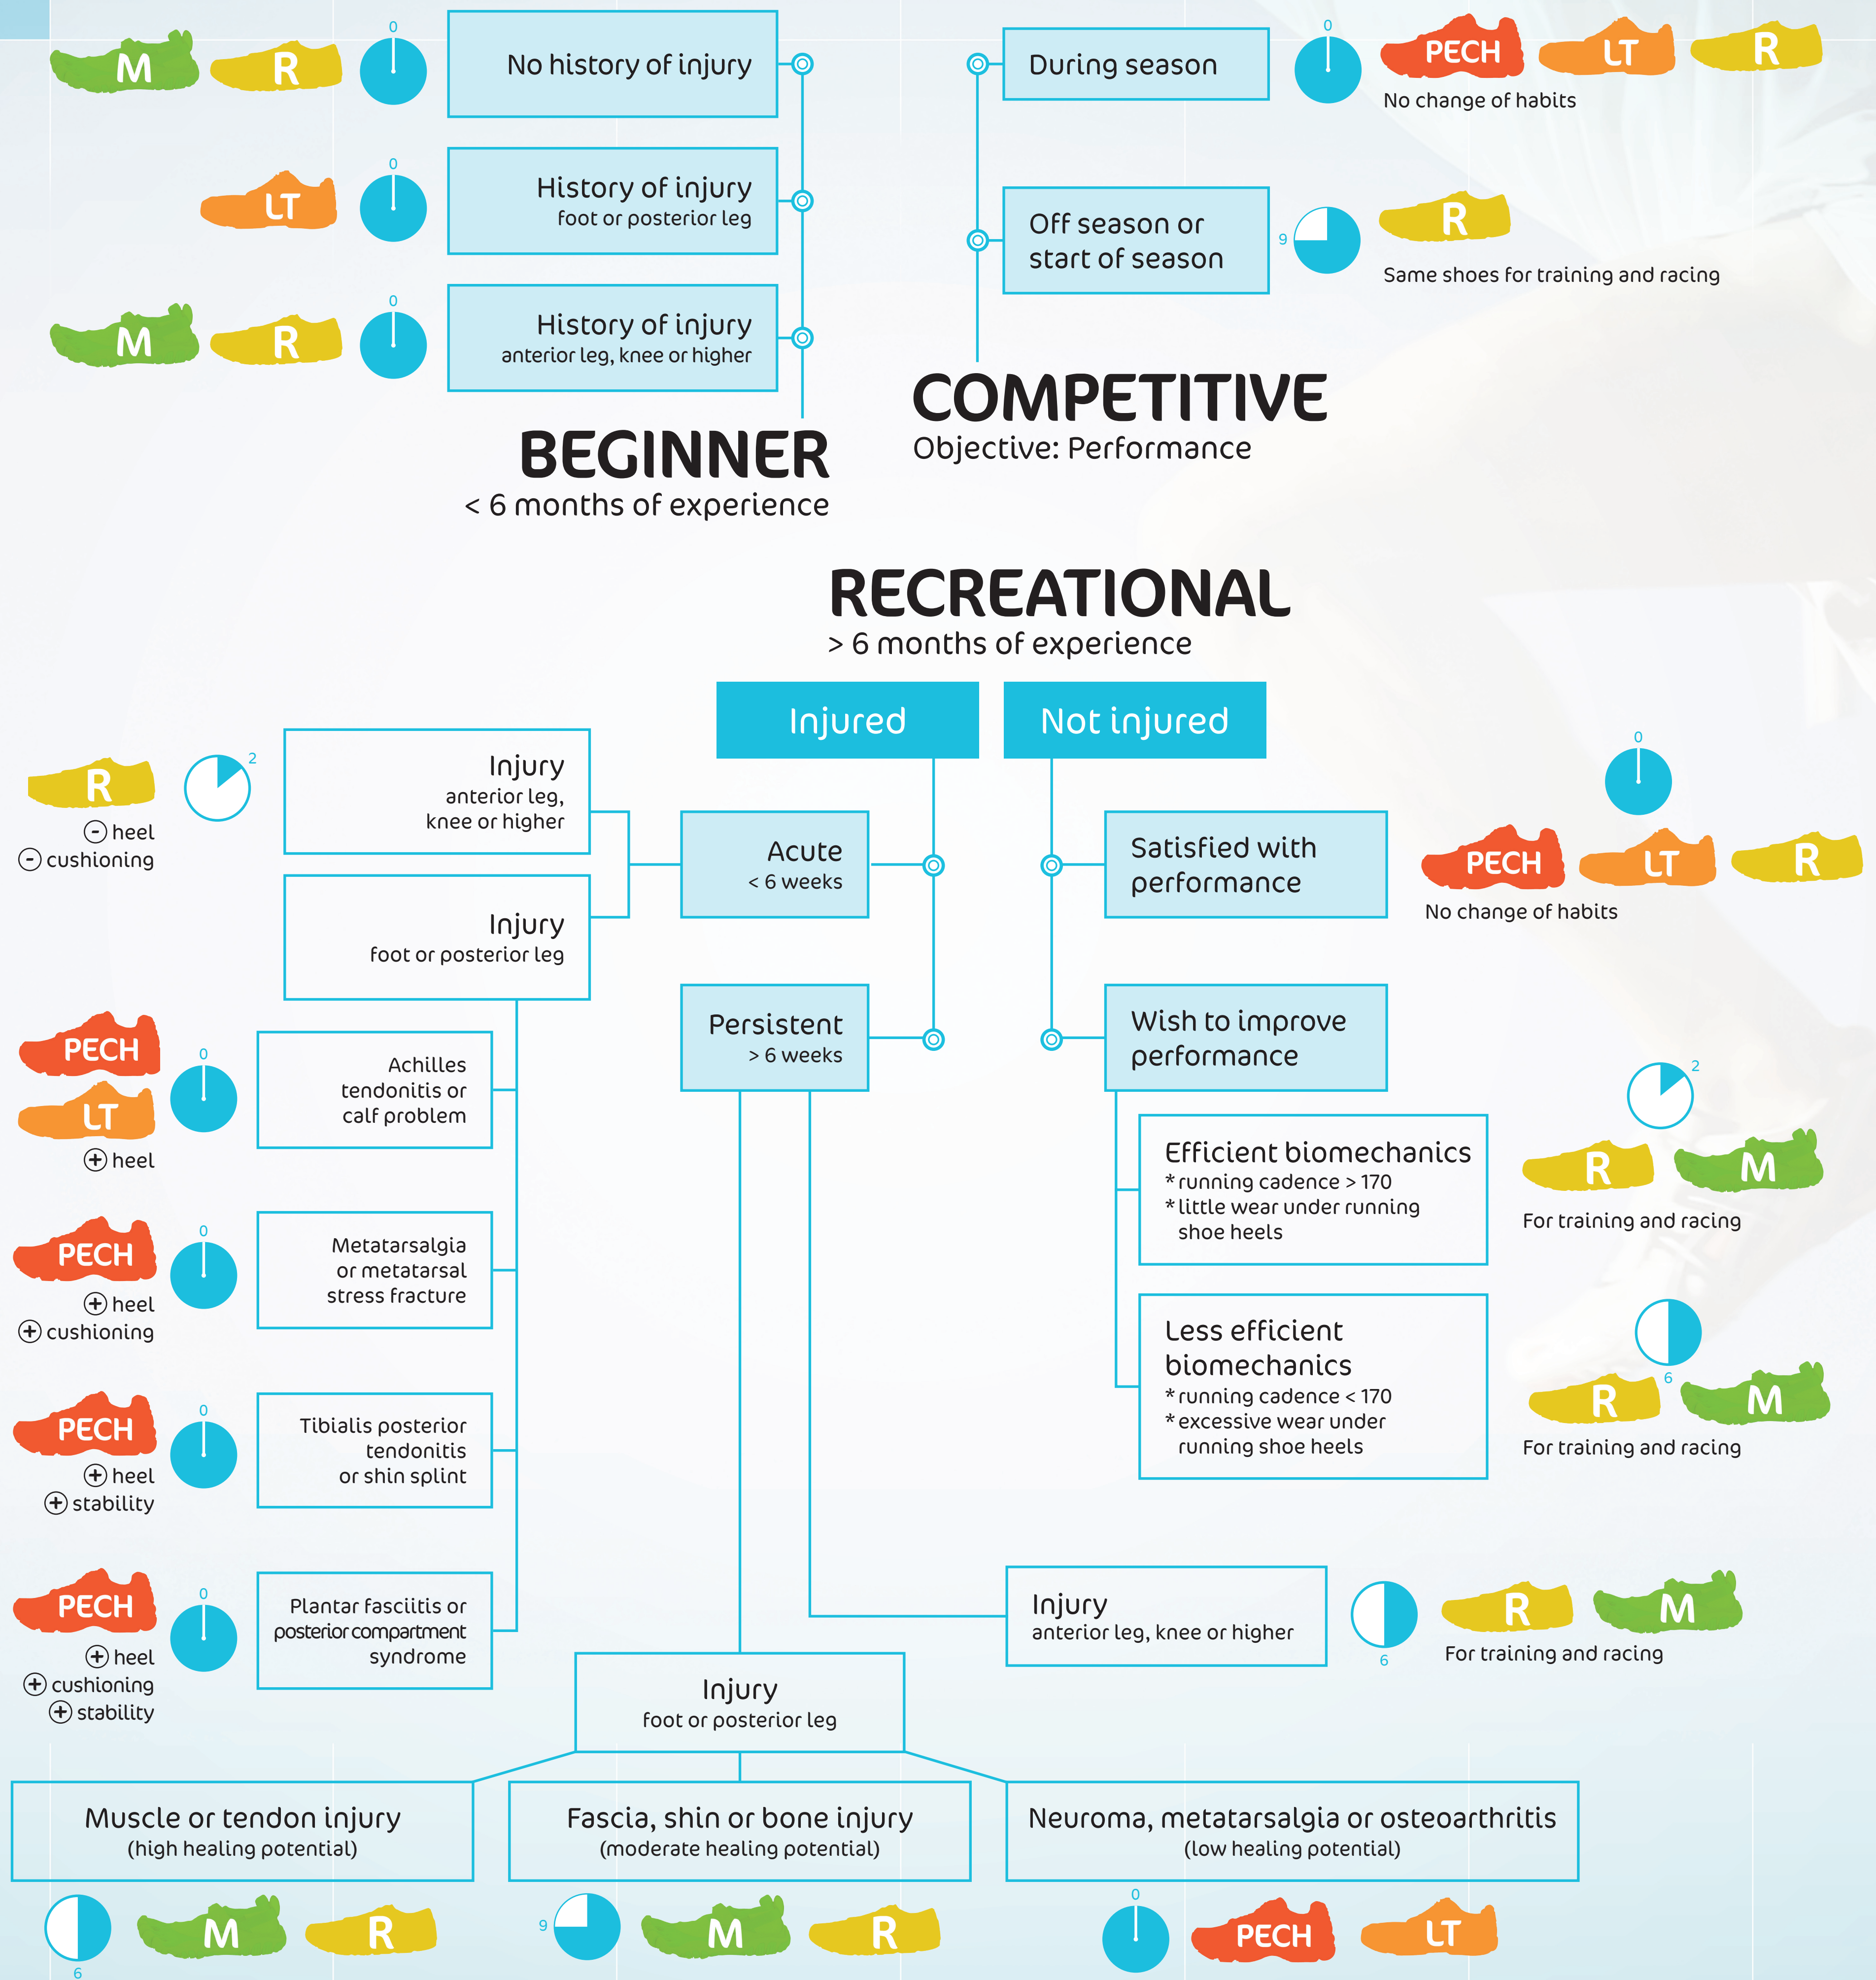 0
M
R
No history of injury
0
LT
History of injury
foot or posterior leg
0
M
R
History of injury
anterior leg, knee or higher
BEGINNER
< 6 months of experience
During season
0
PECH
LT
R
No change of habits
Off season or
start of season
9
R
Same shoes for training and racing
COMPETITIVE
Objective: Performance
RECREATIONAL
> 6 months of experience
Injured
Not injured
R
2
- heel
- cushioning
Injury
anterior leg,
knee or higher
Acute
< 6 weeks
Injury
foot or posterior leg
Persistent
> 6 weeks
PECH
LT
0
+ heel
Achilles
tendonitis or
calf problem
PECH
0
+ heel
+ cushioning
Metatarsalgia
or metatarsal
stress fracture
PECH
0
+ heel
+ stability
Tibialis posterior
tendonitis
or shin splint
PECH
0
+ heel
+ cushioning
+ stability
Plantar fasciitis or
posterior compartment
syndrome
Satisfied with
performance
0
PECH
LT
R
No change of habits
Wish to improve
performance
Efficient biomechanics
* running cadence > 170
* little wear under running
shoe heels
2
R
M
For training and racing
Less efficient
biomechanics
* running cadence < 170
* excessive wear under
running shoe heels
6
R
M
For training and racing
Injury
anterior leg, knee or higher
6
R
M
For training and racing
Injury
foot or posterior leg
Muscle or tendon injury
(high healing potential)
6
M
R
Fascia, shin or bone injury
(moderate healing potential)
9
M
R
Neuroma, metatarsalgia or osteoarthritis
(low healing potential)
0
PECH
LT